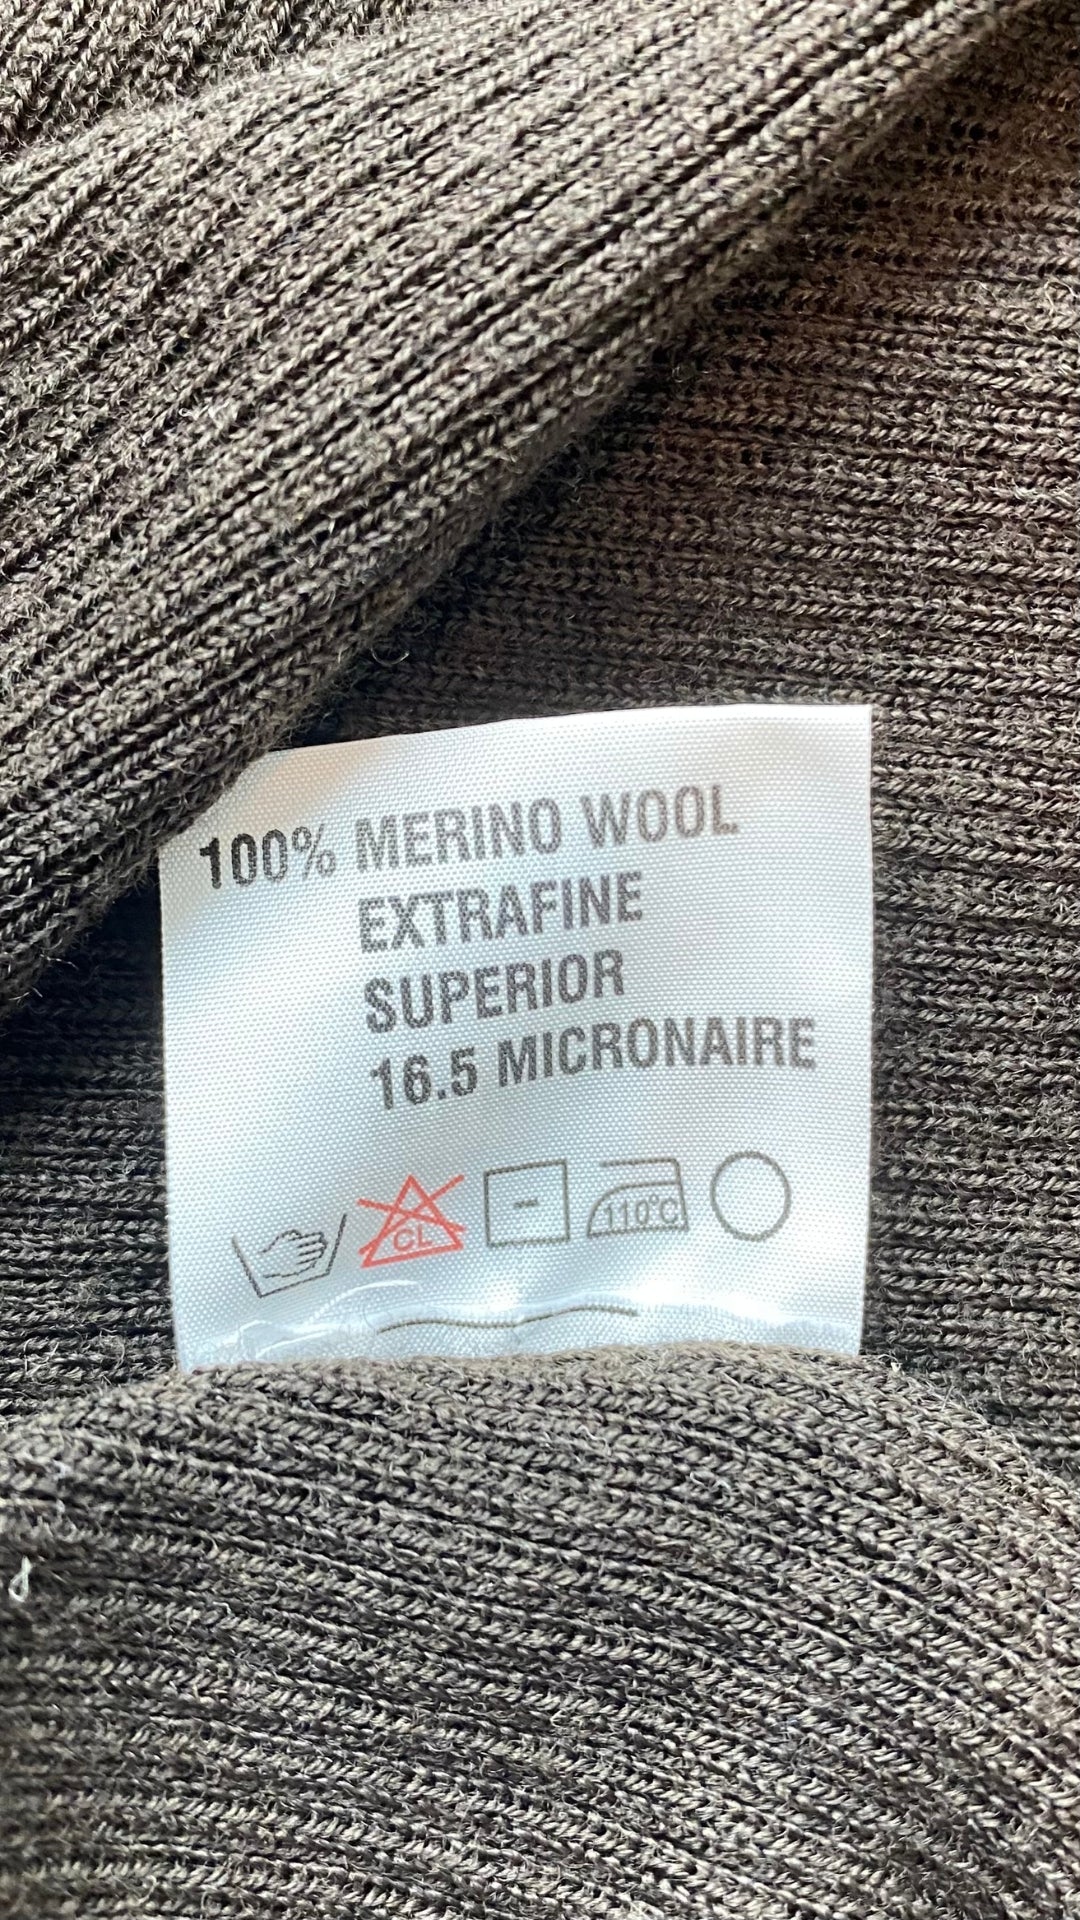 100% MERINO WOOL
EXTRAFINE
SUPERIOR
16.5 MICRONAIRE
CL
110°C